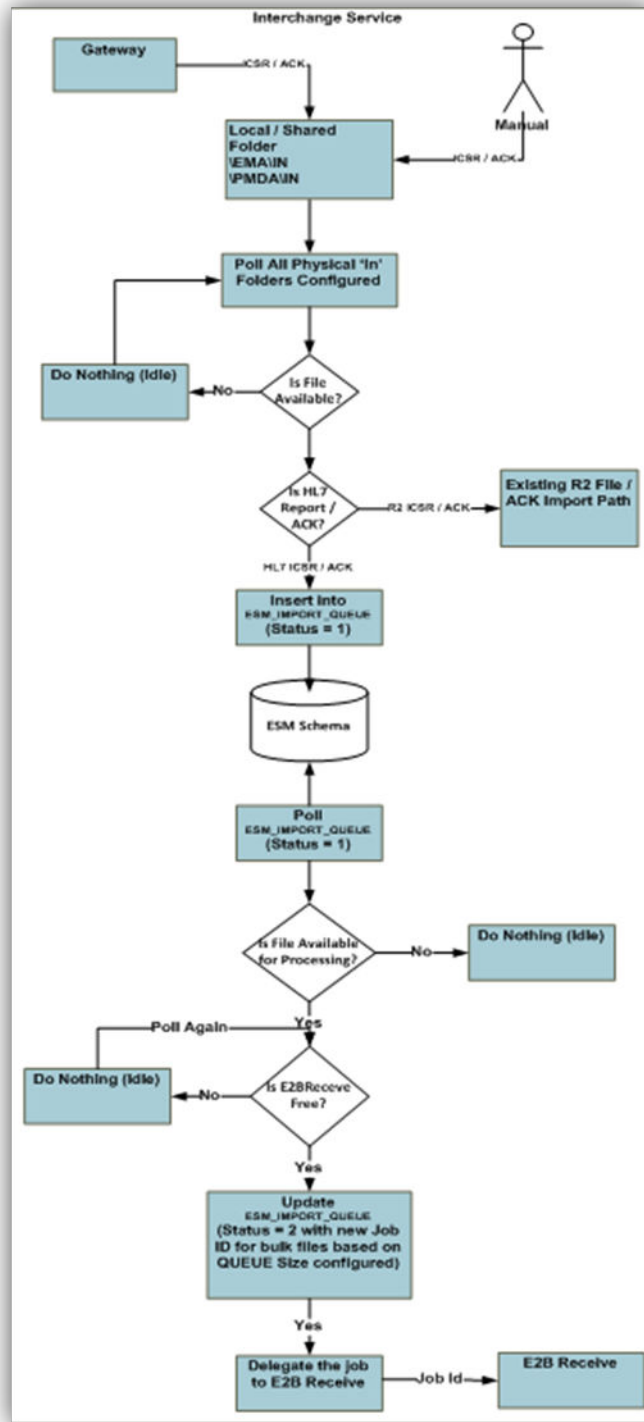 Interchange Service
Gateway
ICSR / ACK
Manual
Local / Shared
Folder
\EMA\IN
\PMDA\IN
ICSR / ACK
Poll All Physical 'In'
Folders Configured
Do Nothing (Idle)
No
Is File
Available?
Is HL7
Report /
ACK?
R2 ICSR / ACK
Existing R2 File /
ACK Import Path
HL7 ICSR / ACK
Insert Into
ESM_IMPORT_QUEUE
(Status = 1)
ESM Schema
Poll
ESM_IMPORT_QUEUE
(Status = 1)
Is File Available
for Processing?
No
Do Nothing (Idle)
Yes
Poll Again
Do Nothing (Idle)
No
Is E2BReceve
Free?
Yes
Update
ESM_IMPORT_QUEUE
(Status = 2 with new Job
ID for bulk files based on
QUEUE Size configured)
Yes
Delegate the job
to E2B Receive
Job Id
E2B Receive